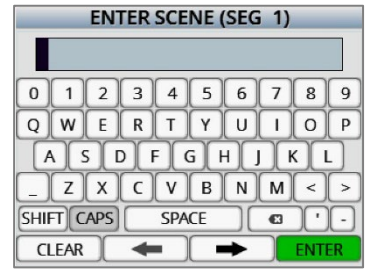 ENTER SCENE (SEG 1)
0 1 2 3 4 5 6 7 8 9
Q W E R T Y U I O P
A S D F G H J K L
_ Z X C V B N M < >
SHIFT CAPS SPACE ' -
CLEAR ENTER